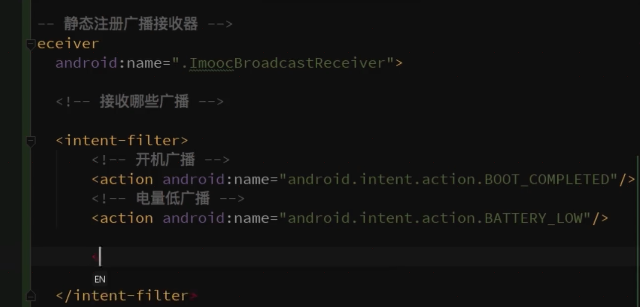 -- 静态注册广播接收器 -->
eceiver
android:name=".ImoocBroadcastReceiver">
<!-- 接收哪些广播 -->
<intent-filter>
<!-- 开机广播 -->
<action android:name="android.intent.action.BOOT_COMPLETED"/>
<!-- 电量低广播 -->
<action android:name="android.intent.action.BATTERY_LOW"/>
<
EN
</intent-filter>